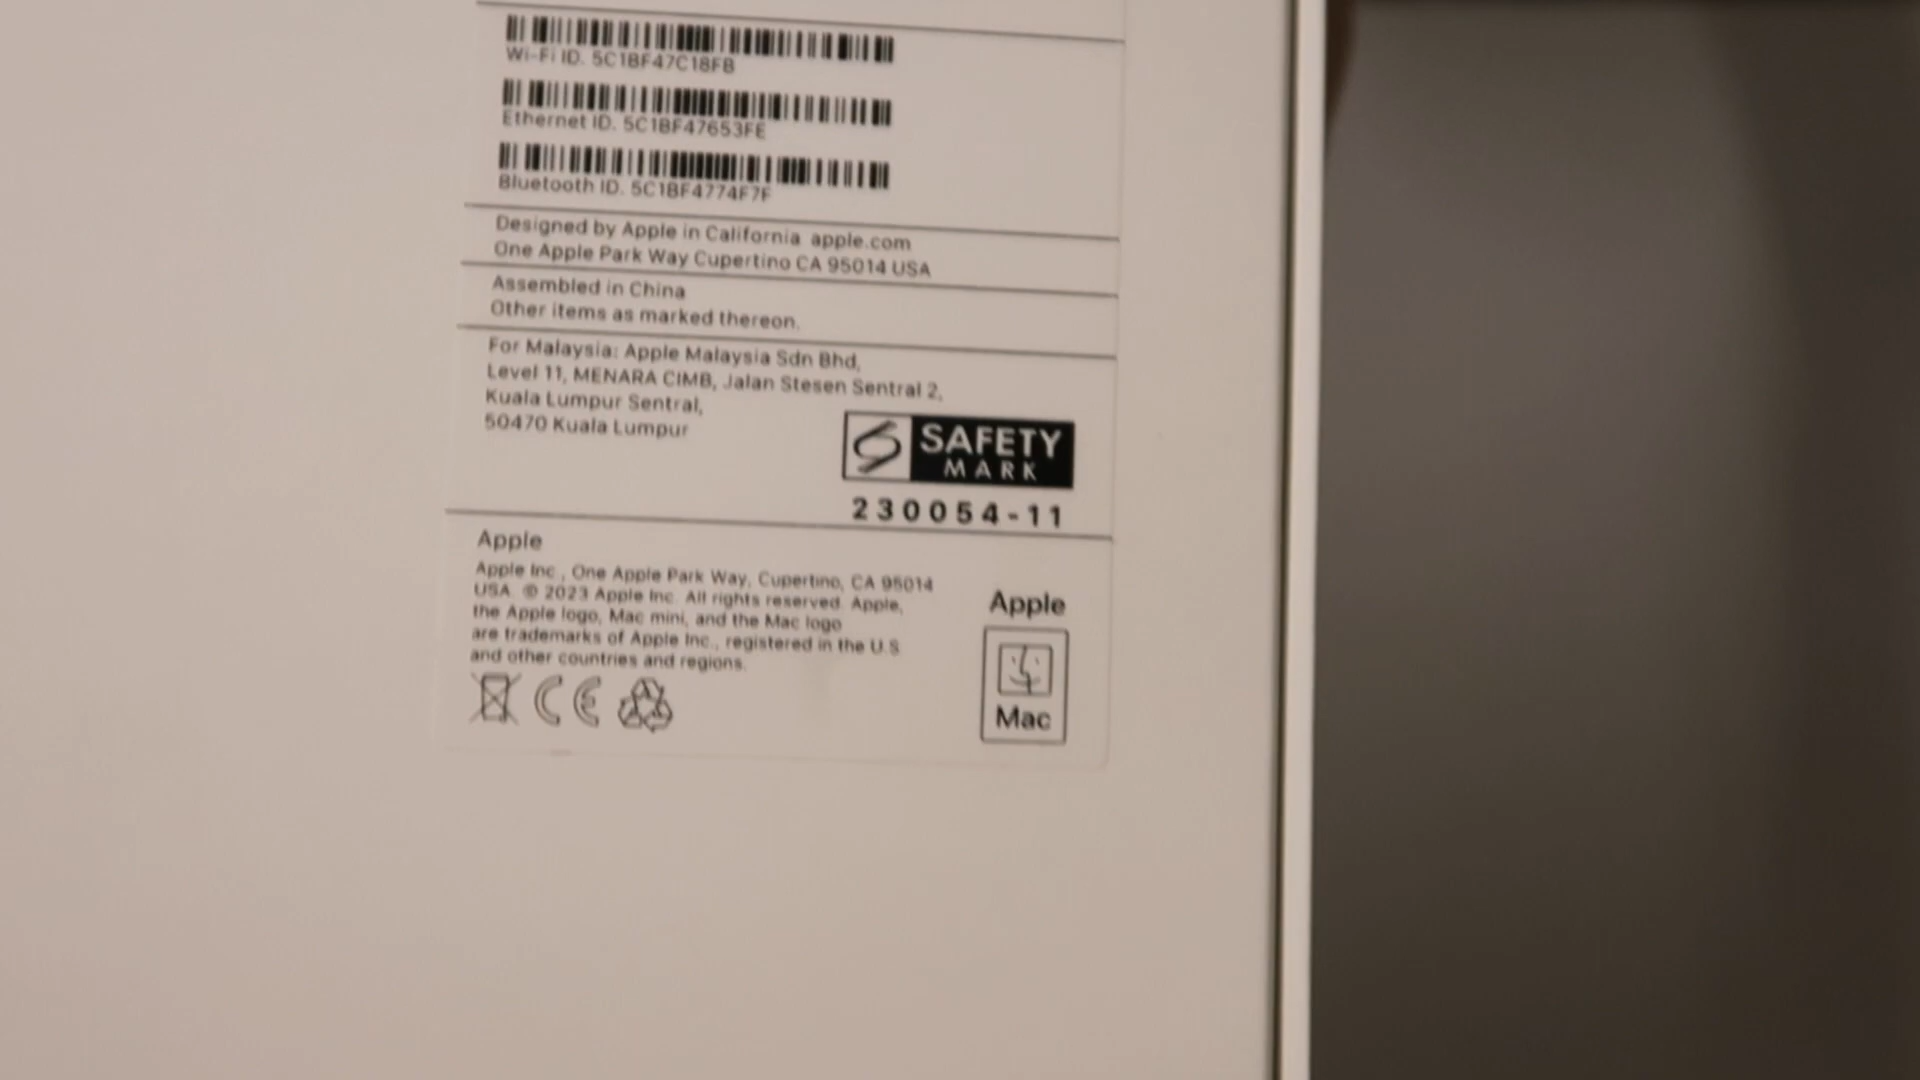 Wi-Fi ID. 5C1BF47C18FB
Ethernet ID. 5C1BF47653FE
Bluetooth ID. 5C1BF4774F7F
Designed by Apple in California apple.com
One Apple Park Way Cupertino CA 95014 USA
Assembled in China
Other items as marked thereon.
For Malaysia: Apple Malaysia Sdn Bhd,
Level 11, MENARA CIMB, Jalan Stesen Sentral 2,
Kuala Lumpur Sentral,
50470 Kuala Lumpur
SAFETY
MARK
230054-11
Apple
Apple Inc., One Apple Park Way, Cupertino, CA 95014
USA. © 2023 Apple Inc. All rights reserved. Apple,
the Apple logo, Mac mini, and the Mac logo
are trademarks of Apple Inc., registered in the U.S.
and other countries and regions.
CE
Apple
Mac